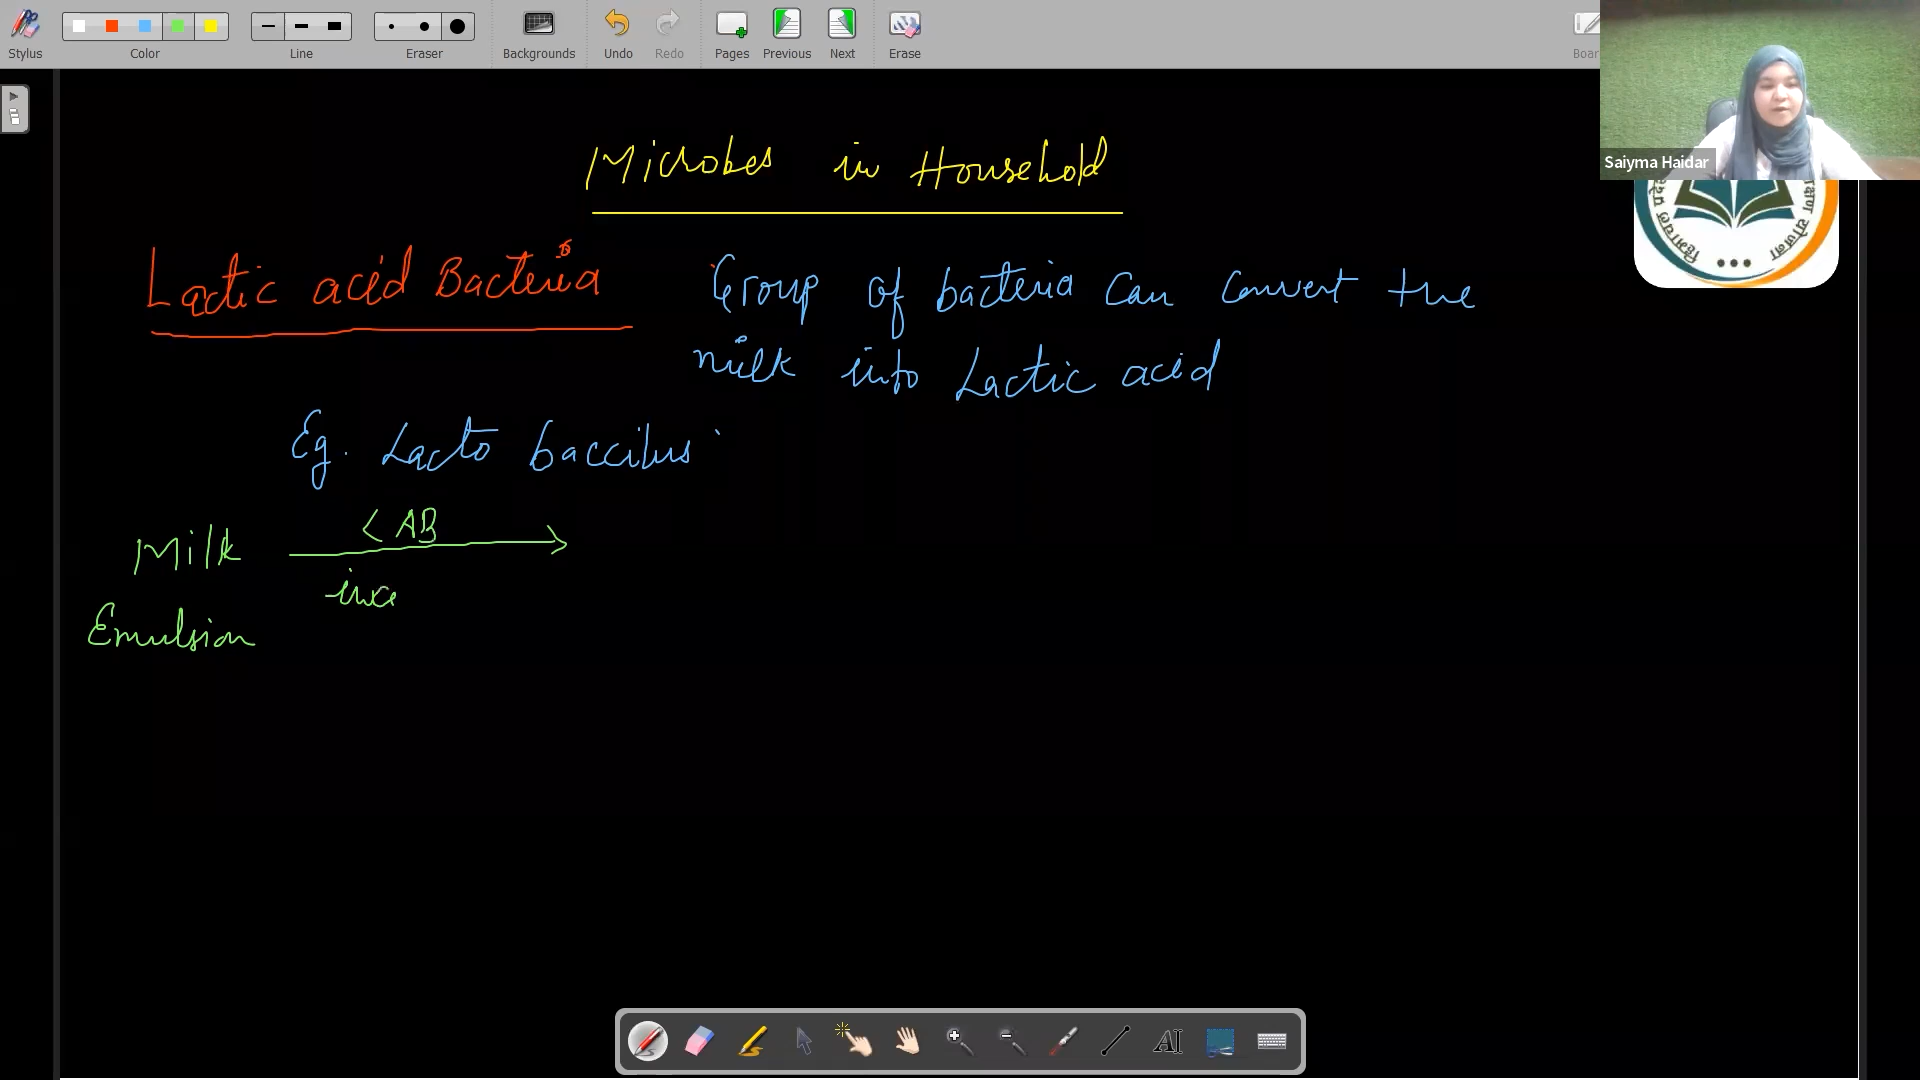 Stylus Color Line Eraser Backgrounds Undo Redo Pages Previous Next Erase Boar
Saiyma Haidar
Microbes in Household
Lactic acid Bacteria
Group of bacteria can convert the
milk into Lactic acid
Eg. Lacto baccilus
LAB
Milk
Emulsion